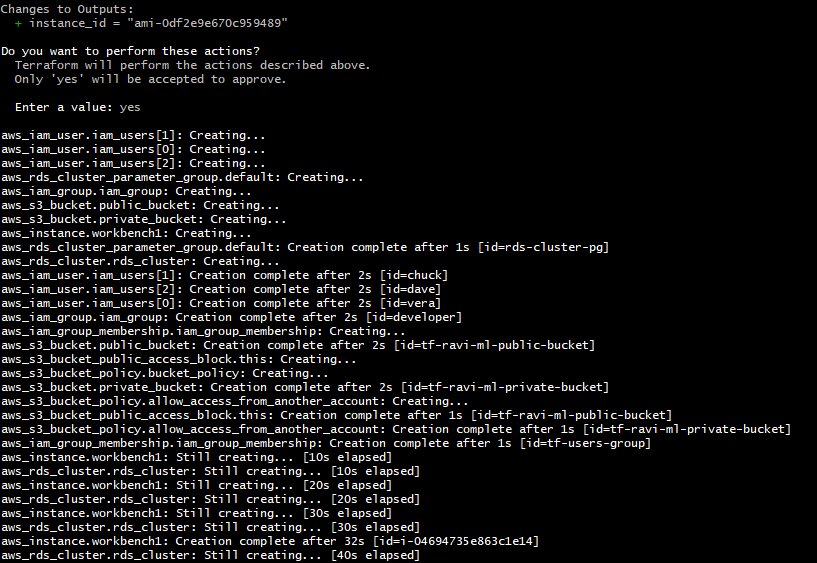 Changes to Outputs:
  + instance_id = "ami-0df2e9e670c959489"

Do you want to perform these actions?
  Terraform will perform the actions described above.
  Only 'yes' will be accepted to approve.

  Enter a value: yes

aws_iam_user.iam_users[1]: Creating...
aws_iam_user.iam_users[0]: Creating...
aws_iam_user.iam_users[2]: Creating...
aws_rds_cluster_parameter_group.default: Creating...
aws_iam_group.iam_group: Creating...
aws_s3_bucket.public_bucket: Creating...
aws_s3_bucket.private_bucket: Creating...
aws_instance.workbench1: Creating...
aws_rds_cluster_parameter_group.default: Creation complete after 1s [id=rds-cluster-pg]
aws_rds_cluster.rds_cluster: Creating...
aws_iam_user.iam_users[1]: Creation complete after 2s [id=chuck]
aws_iam_user.iam_users[2]: Creation complete after 2s [id=dave]
aws_iam_user.iam_users[0]: Creation complete after 2s [id=vera]
aws_iam_group.iam_group: Creation complete after 2s [id=developer]
aws_iam_group_membership.iam_group_membership: Creating...
aws_s3_bucket.public_bucket: Creation complete after 2s [id=tf-ravi-ml-public-bucket]
aws_s3_bucket_public_access_block.this: Creating...
aws_s3_bucket_policy.bucket_policy: Creating...
aws_s3_bucket.private_bucket: Creation complete after 2s [id=tf-ravi-ml-private-bucket]
aws_s3_bucket_policy.allow_access_from_another_account: Creating...
aws_s3_bucket_public_access_block.this: Creation complete after 1s [id=tf-ravi-ml-public-bucket]
aws_s3_bucket_policy.allow_access_from_another_account: Creation complete after 1s [id=tf-ravi-ml-private-bucket]
aws_iam_group_membership.iam_group_membership: Creation complete after 1s [id=tf-users-group]
aws_instance.workbench1: Still creating... [10s elapsed]
aws_rds_cluster.rds_cluster: Still creating... [10s elapsed]
aws_instance.workbench1: Still creating... [20s elapsed]
aws_rds_cluster.rds_cluster: Still creating... [20s elapsed]
aws_instance.workbench1: Still creating... [30s elapsed]
aws_rds_cluster.rds_cluster: Still creating... [30s elapsed]
aws_instance.workbench1: Creation complete after 32s [id=i-04694735e863c1e14]
aws_rds_cluster.rds_cluster: Still creating... [40s elapsed]